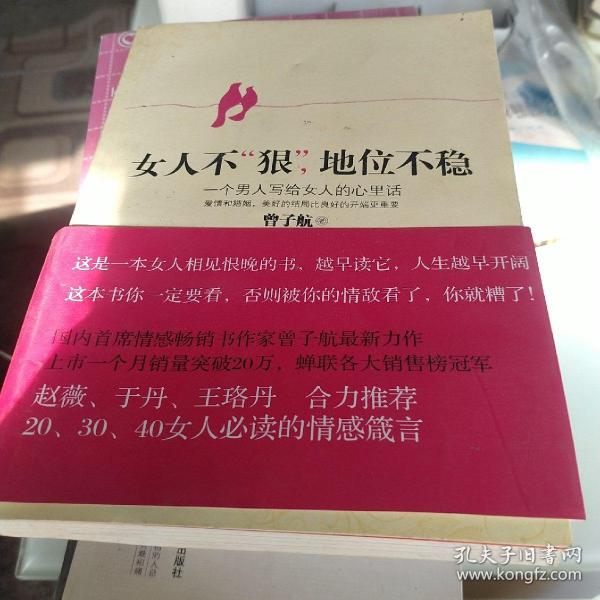 女人不“狠”，地位不稳
一个男人写给女人的心里话
爱情和婚姻，美好的结局比良好的开端更重要
曾子航 著
这是一本女人相见恨晚的书，越早读它，人生越早开阔
这本书你一定要看，否则被你的情敌看了，你就糟了！
国内首席情感畅销书作家曾子航最新力作
上市一个月销量突破20万，蝉联各大销售榜冠军
赵薇、于丹、王珞丹 合力推荐
20、30、40女人必读的情感箴言
出版社
孔夫子旧书网
www.kongfz.com